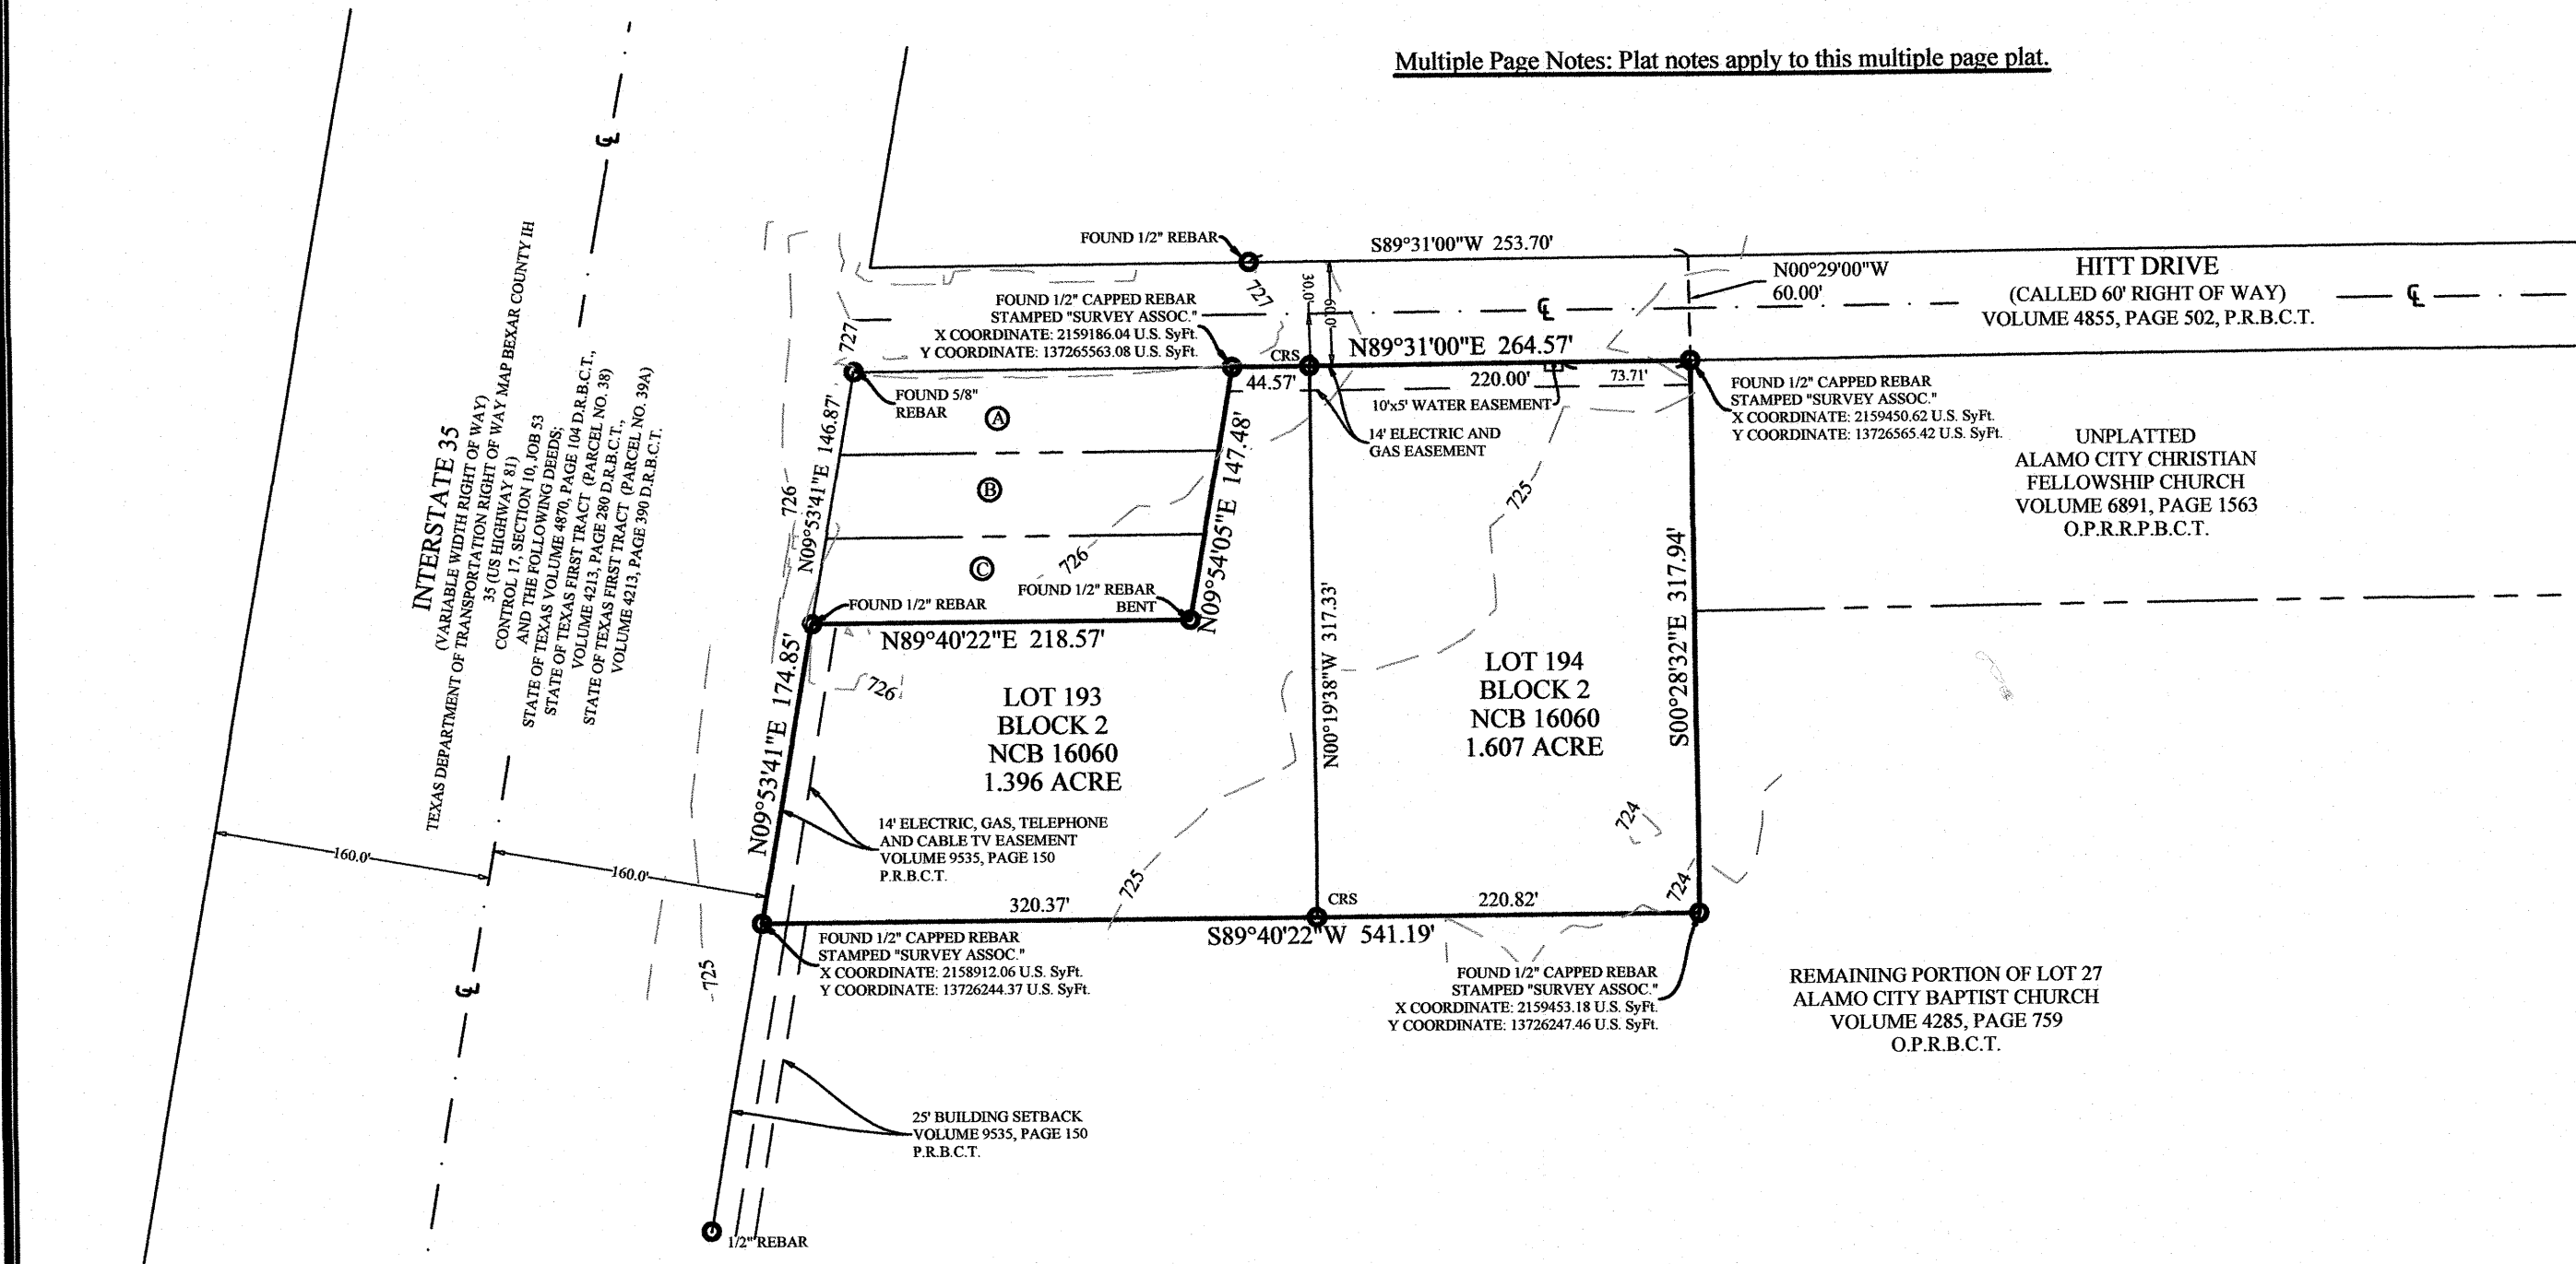 Multiple Page Notes: Plat notes apply to this multiple page plat.
FOUND 1/2" REBAR
S89°31'00"W 253.70'
N00°29'00"W
60.00'
HITT DRIVE
(CALLED 60' RIGHT OF WAY)
VOLUME 4855, PAGE 502, P.R.B.C.T.
727
30.0'
60.0'
FOUND 1/2" CAPPED REBAR
STAMPED "SURVEY ASSOC."
X COORDINATE: 2159186.04 U.S. SyFt.
Y COORDINATE: 137265563.08 U.S. SyFt.
CRS
N89°31'00"E 264.57'
44.57'
220.00'
73.71'
10'x5' WATER EASEMENT
14' ELECTRIC AND
GAS EASEMENT
FOUND 1/2" CAPPED REBAR
STAMPED "SURVEY ASSOC."
X COORDINATE: 2159450.62 U.S. SyFt.
Y COORDINATE: 13726565.42 U.S. SyFt.
UNPLATTED
ALAMO CITY CHRISTIAN
FELLOWSHIP CHURCH
VOLUME 6891, PAGE 1563
O.P.R.R.P.B.C.T.
727
FOUND 5/8"
REBAR
A
B
C
N09°53'41"E 146.87'
N09°54'05"E 147.48'
726
726
725
FOUND 1/2" REBAR
FOUND 1/2" REBAR
BENT
N89°40'22"E 218.57'
INTERSTATE 35
(VARIABLE WIDTH RIGHT OF WAY)
TEXAS DEPARTMENT OF TRANSPORTATION RIGHT OF WAY MAP BEXAR COUNTY IH
35 (US HIGHWAY 81)
CONTROL 17, SECTION 10, JOB 53
AND THE FOLLOWING DEEDS;
STATE OF TEXAS VOLUME 4870, PAGE 104 D.R.B.C.T.,
STATE OF TEXAS FIRST TRACT (PARCEL NO. 38)
VOLUME 4213, PAGE 280 D.R.B.C.T.,
STATE OF TEXAS FIRST TRACT (PARCEL NO. 39A)
VOLUME 4213, PAGE 390 D.R.B.C.T.
726
LOT 193
BLOCK 2
NCB 16060
1.396 ACRE
N00°19'38"W 317.33'
LOT 194
BLOCK 2
NCB 16060
1.607 ACRE
S00°28'32"E 317.94'
N09°53'41"E 174.85'
14' ELECTRIC, GAS, TELEPHONE
AND CABLE TV EASEMENT
VOLUME 9535, PAGE 150
P.R.B.C.T.
160.0'
160.0'
724
724
725
320.37'
CRS
220.82'
S89°40'22"W 541.19'
FOUND 1/2" CAPPED REBAR
STAMPED "SURVEY ASSOC."
X COORDINATE: 2158912.06 U.S. SyFt.
Y COORDINATE: 13726244.37 U.S. SyFt.
725
FOUND 1/2" CAPPED REBAR
STAMPED "SURVEY ASSOC."
X COORDINATE: 2159453.18 U.S. SyFt.
Y COORDINATE: 13726247.46 U.S. SyFt.
REMAINING PORTION OF LOT 27
ALAMO CITY BAPTIST CHURCH
VOLUME 4285, PAGE 759
O.P.R.B.C.T.
25' BUILDING SETBACK
VOLUME 9535, PAGE 150
P.R.B.C.T.
1/2" REBAR